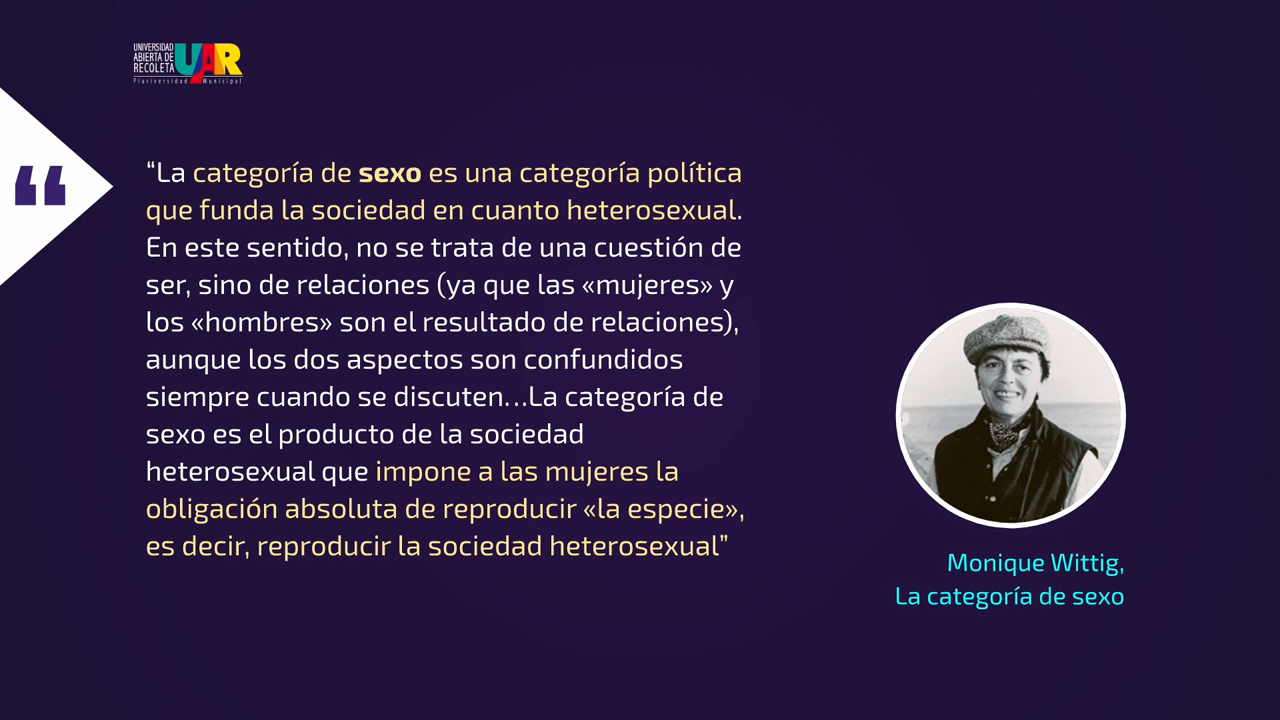 UNIVERSIDAD
ABIERTA DE
RECOLETA
UAR
Pluriversidad Municipal
“
“La categoría de sexo es una categoría política
que funda la sociedad en cuanto heterosexual.
En este sentido, no se trata de una cuestión de
ser, sino de relaciones (ya que las «mujeres» y
los «hombres» son el resultado de relaciones),
aunque los dos aspectos son confundidos
siempre cuando se discuten...La categoría de
sexo es el producto de la sociedad
heterosexual que impone a las mujeres la
obligación absoluta de reproducir «la especie»,
es decir, reproducir la sociedad heterosexual”
Monique Wittig,
La categoría de sexo